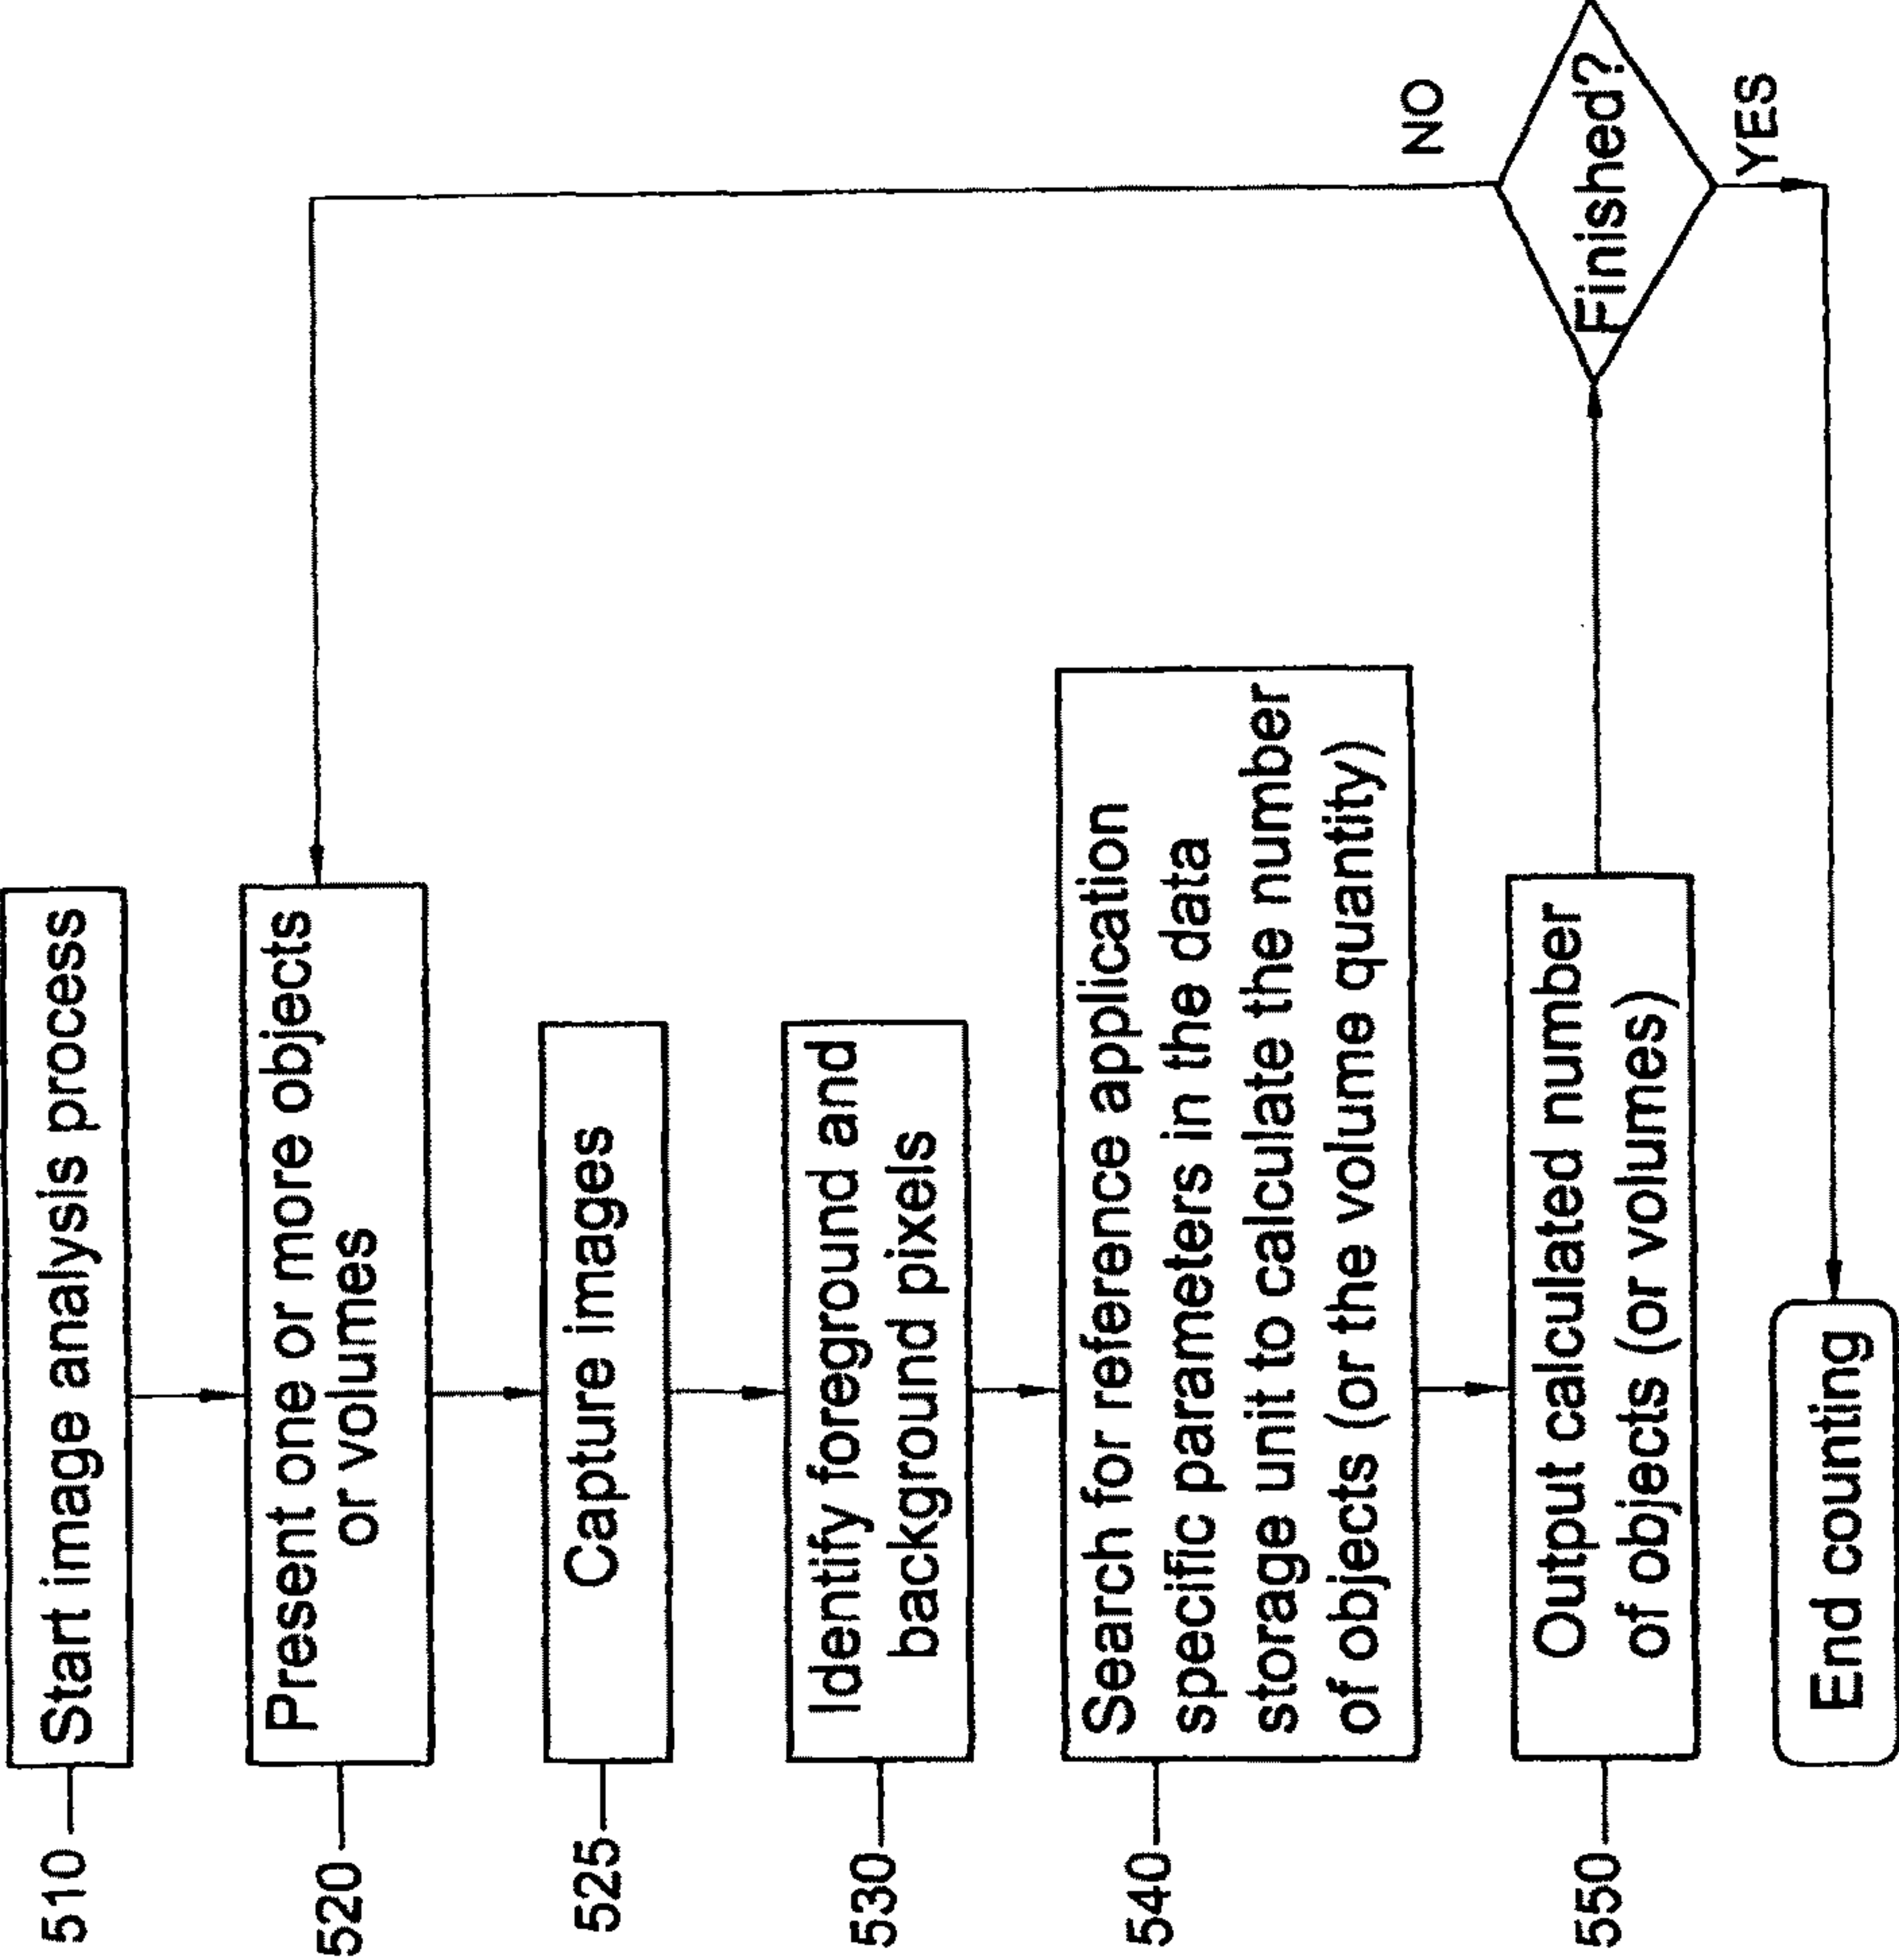 510
Start image analysis process
520
Present one or more objects
or volumes
525
Capture images
530
Identify foreground and
background pixels
540
Search for reference application
specific parameters in the data
storage unit to calculate the number
of objects (or the volume quantity)
550
Output calculated number
of objects (or volumes)
Finished?
NO
YES
End counting